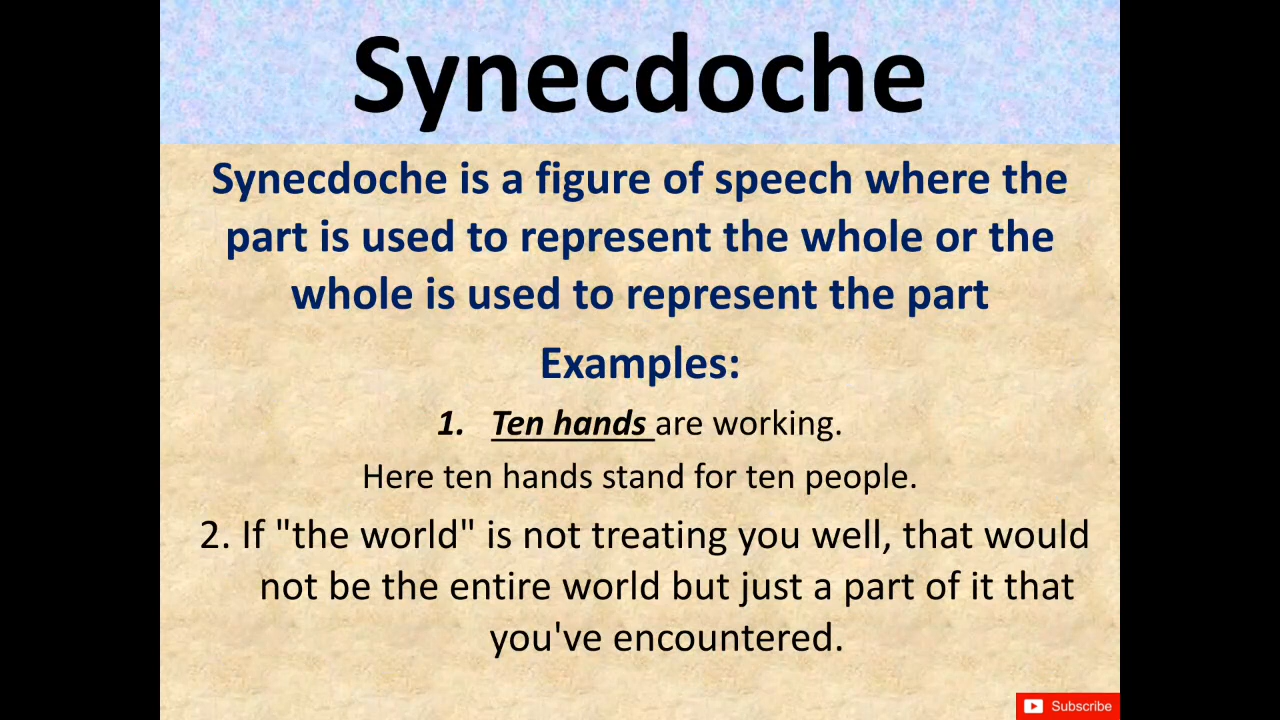 Synecdoche
Synecdoche is a figure of speech where the
part is used to represent the whole or the
whole is used to represent the part
Examples:
1. Ten hands are working.
Here ten hands stand for ten people.
2. If "the world" is not treating you well, that would
not be the entire world but just a part of it that
you've encountered.
Subscribe